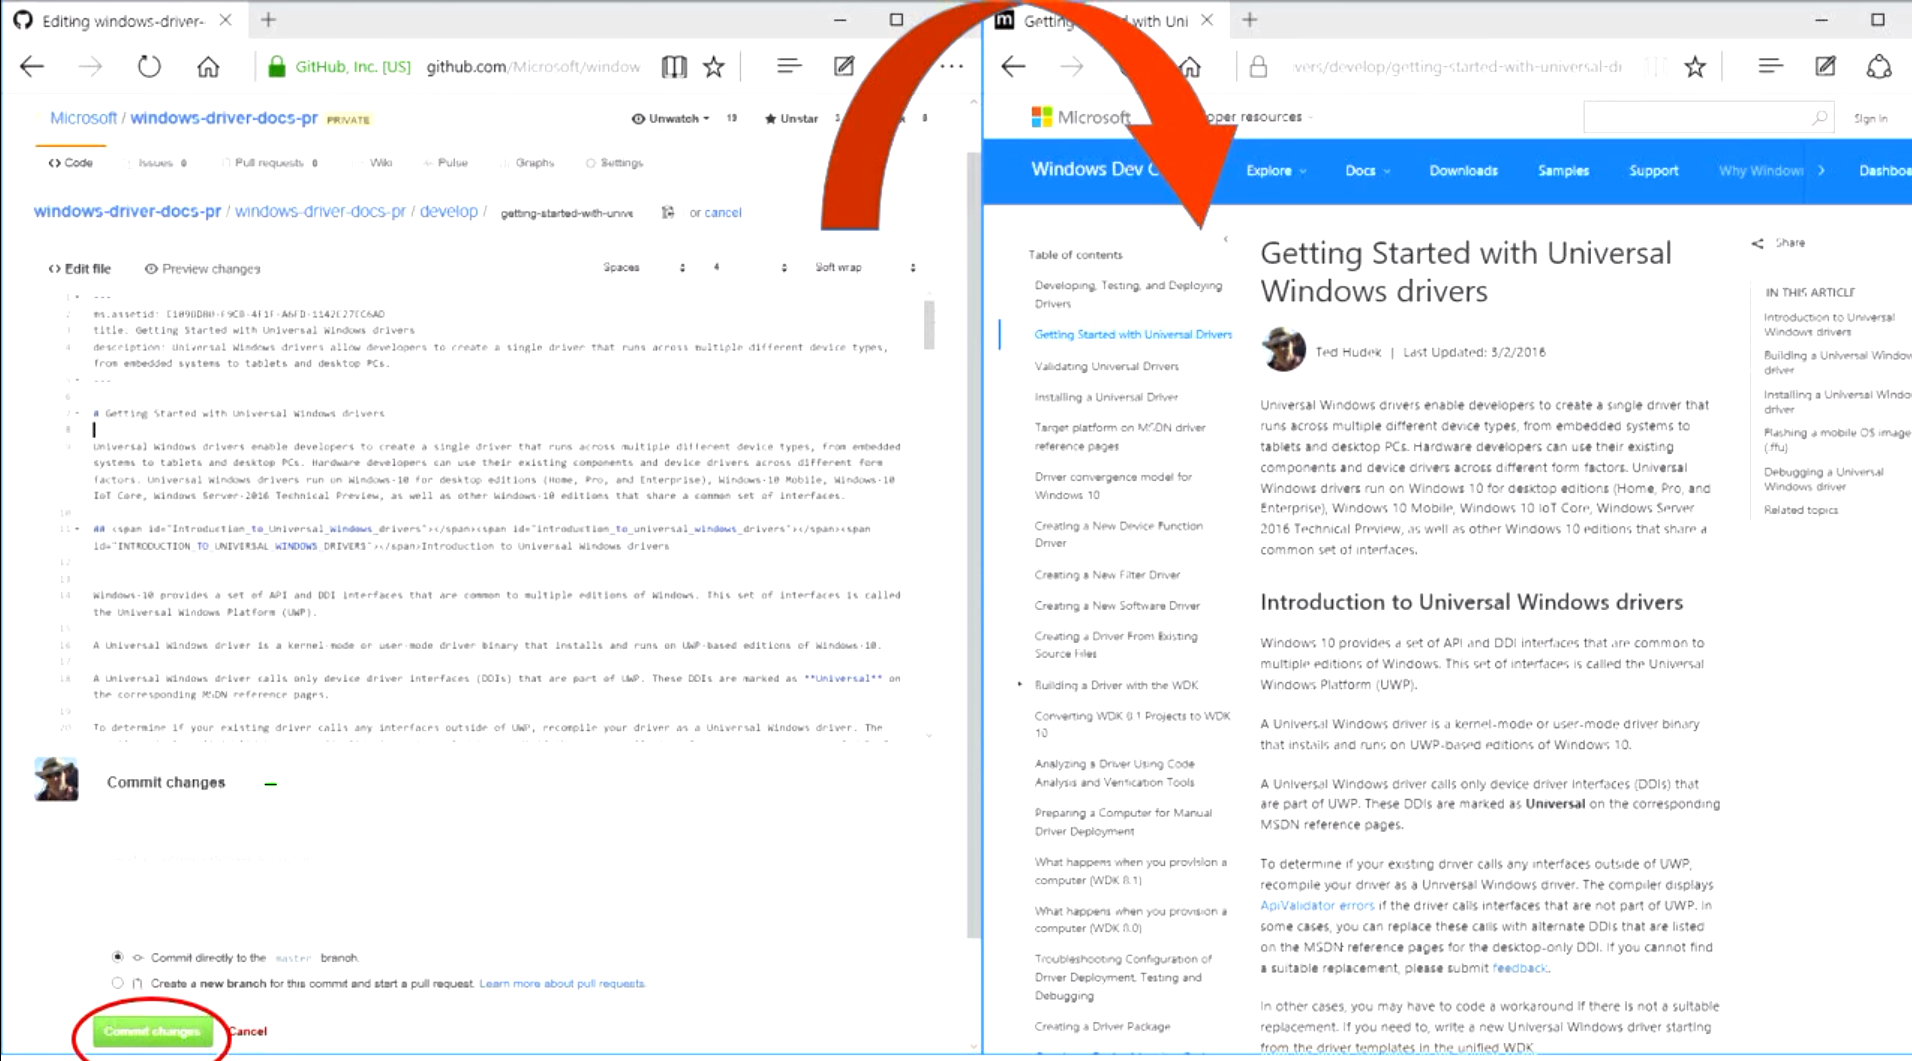 Editing windows-driver-
GitHub, Inc. [US] github.com/Microsoft/window
Microsoft / windows-driver-docs-pr PRIVATE
Unwatch 19 Unstar 3 8
Code Issues 0 Pull requests 0 Wiki Pulse Graphs Settings
windows-driver-docs-pr / windows-driver-docs-pr / develop / getting-started-with-unive or cancel
Edit file Preview changes Spaces 4 Soft wrap
1 ---
2 ms.assetid:
3 title: Getting Started with Universal Windows drivers
4 description: Universal Windows drivers allow developers to create a single driver that runs across multiple different device types,
from embedded systems to tablets and desktop PCs.
5 ---
6
7 # Getting Started with Universal Windows drivers
8
9 Universal Windows drivers enable developers to create a single driver that runs across multiple different device types, from embedded
systems to tablets and desktop PCs. Hardware developers can use their existing components and device drivers across different form
factors. Universal Windows drivers run on Windows·10 for desktop editions (Home, Pro, and Enterprise), Windows·10 Mobile, Windows·10
IoT Core, Windows Server·2016 Technical Preview, as well as other Windows·10 editions that share a common set of interfaces.
10
11 ## <span id="Introduction_to_Universal_Windows_drivers"></span><span id="introduction_to_universal_windows_drivers"></span><span
id="INTRODUCTION_TO_UNIVERSAL_WINDOWS_DRIVERS"></span>Introduction to Universal Windows drivers
12
13
14 Windows·10 provides a set of API and DDI interfaces that are common to multiple editions of Windows. This set of interfaces is called
the Universal Windows Platform (UWP).
15
16 A Universal Windows driver is a kernel-mode or user-mode driver binary that installs and runs on UWP-based editions of Windows·10.
17
18 A Universal Windows driver calls only device driver interfaces (DDIs) that are part of UWP. These DDIs are marked as **Universal** on
the corresponding MSDN reference pages.
19
20 To determine if your existing driver calls any interfaces outside of UWP, recompile your driver as a Universal Windows driver. The
Commit changes
Commit directly to the master branch.
Create a new branch for this commit and start a pull request. Learn more about pull requests.
Commit changes Cancel
m Getting with Uni
vers/develop/getting-started-with-universal-dr
Microsoft oper resources Sign in
Windows Dev C Explore Docs Downloads Samples Support Why Window Dashboa
Table of contents
Developing, Testing, and Deploying
Drivers
Getting Started with Universal Drivers
Validating Universal Drivers
Installing a Universal Driver
Target platform on MSDN driver
reference pages
Driver convergence model for
Windows 10
Creating a New Device Function
Driver
Creating a New Filter Driver
Creating a New Software Driver
Creating a Driver From Existing
Source Files
Building a Driver with the WDK
Converting WDK 8.1 Projects to WDK
10
Analyzing a Driver Using Code
Analysis and Verification Tools
Preparing a Computer for Manual
Driver Deployment
What happens when you provision a
computer (WDK 8.1)
What happens when you provision a
computer (WDK 8.0)
Troubleshooting Configuration of
Driver Deployment, Testing and
Debugging
Creating a Driver Package
Getting Started with Universal
Windows drivers
Ted Hudek | Last Updated: 3/2/2016
Universal Windows drivers enable developers to create a single driver that
runs across multiple different device types, from embedded systems to
tablets and desktop PCs. Hardware developers can use their existing
components and device drivers across different form factors. Universal
Windows drivers run on Windows 10 for desktop editions (Home, Pro, and
Enterprise), Windows 10 Mobile, Windows 10 IoT Core, Windows Server
2016 Technical Preview, as well as other Windows 10 editions that share a
common set of interfaces.
Introduction to Universal Windows drivers
Windows 10 provides a set of API and DDI interfaces that are common to
multiple editions of Windows. This set of interfaces is called the Universal
Windows Platform (UWP).
A Universal Windows driver is a kernel-mode or user-mode driver binary
that installs and runs on UWP-based editions of Windows 10.
A Universal Windows driver calls only device driver interfaces (DDIs) that
are part of UWP. These DDIs are marked as Universal on the corresponding
MSDN reference pages.
To determine if your existing driver calls any interfaces outside of UWP,
recompile your driver as a Universal Windows driver. The compiler displays
ApiValidator errors if the driver calls interfaces that are not part of UWP. In
some cases, you can replace these calls with alternate DDIs that are listed
on the MSDN reference pages for the desktop-only DDI. If you cannot find
a suitable replacement, please submit feedback.
In other cases, you may have to code a workaround if there is not a suitable
replacement. If you need to, write a new Universal Windows driver starting
from the driver templates in the unified WDK
Share
IN THIS ARTICLE
Introduction to Universal
Windows drivers
Building a Universal Window
driver
Installing a Universal Windo
driver
Flashing a mobile OS image
(.ffu)
Debugging a Universal
Windows driver
Related topics